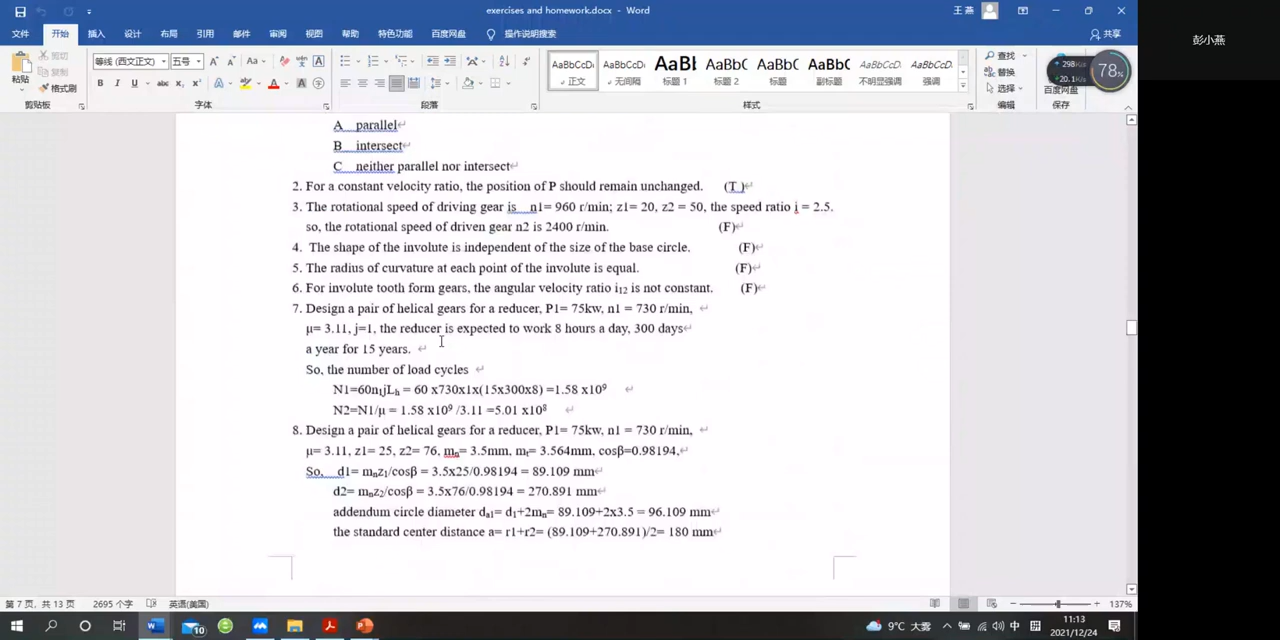 exercises and homework.docx - Word
王 燕
文件 开始 插入 设计 布局 引用 邮件 审阅 视图 帮助 特色功能 百度网盘 操作说明搜索 共享
彭小燕
粘贴 剪切 复制 格式刷
等线 (西文正文) 五号
AaBbCcDc AaBbCcDc AaBl AaBbC AaBbC AaBbC AaBbCcDc AaBbCcDc
正文 无间隔 标题 1 标题 2 标题 副标题 不明显强调 强调
查找 替换 选择
298K/s 20.1K/s 78%
百度网盘
剪贴板 字体 段落 样式 编辑 保存
A parallel
B intersect
C neither parallel nor intersect
2. For a constant velocity ratio, the position of P should remain unchanged. (T )
3. The rotational speed of driving gear is n1= 960 r/min; z1= 20, z2 = 50, the speed ratio i = 2.5.
so, the rotational speed of driven gear n2 is 2400 r/min. (F)
4. The shape of the involute is independent of the size of the base circle. (F)
5. The radius of curvature at each point of the involute is equal. (F)
6. For involute tooth form gears, the angular velocity ratio i₁₂ is not constant. (F)
7. Design a pair of helical gears for a reducer, P1= 75kw, n1 = 730 r/min,
μ= 3.11, j=1, the reducer is expected to work 8 hours a day, 300 days
a year for 15 years.
So, the number of load cycles
N1=60n₁jLₕ = 60 x730x1x(15x300x8) =1.58 x10⁹
N2=N1/μ = 1.58 x10⁹ /3.11 =5.01 x10⁸
8. Design a pair of helical gears for a reducer, P1= 75kw, n1 = 730 r/min,
μ= 3.11, z1= 25, z2= 76, mₙ= 3.5mm, mₜ= 3.564mm, cosβ=0.98194,
So, d1= mₙz₁/cosβ = 3.5x25/0.98194 = 89.109 mm
d2= mₙz₂/cosβ = 3.5x76/0.98194 = 270.891 mm
addendum circle diameter dₐ₁= d₁+2mₙ= 89.109+2x3.5 = 96.109 mm
the standard center distance a= r1+r2= (89.109+270.891)/2= 180 mm
第 7 页, 共 13 页 2695 个字 英语(美国) 137%
10 9°C 大雾 中 11:13
2021/12/24